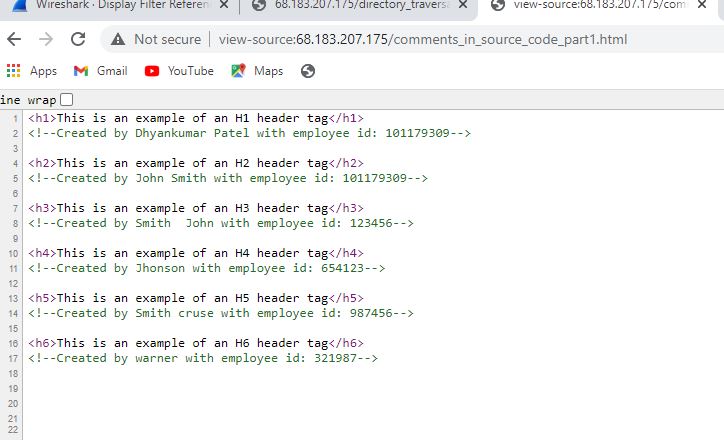 Wireshark · Display Filter Referen
68.183.207.175/directory_travers
view-source:68.183.207.175/com
Not secure | view-source:68.183.207.175/comments_in_source_code_part1.html
Apps Gmail YouTube Maps
ine wrap
1 <h1>This is an example of an H1 header tag</h1>
2 <!--Created by Dhyankumar Patel with employee id: 101179309-->
3
4 <h2>This is an example of an H2 header tag</h2>
5 <!--Created by John Smith with employee id: 101179309-->
6
7 <h3>This is an example of an H3 header tag</h3>
8 <!--Created by Smith  John with employee id: 123456-->
9
10 <h4>This is an example of an H4 header tag</h4>
11 <!--Created by Jhonson with employee id: 654123-->
12
13 <h5>This is an example of an H5 header tag</h5>
14 <!--Created by Smith cruse with employee id: 987456-->
15
16 <h6>This is an example of an H6 header tag</h6>
17 <!--Created by warner with employee id: 321987-->
18
19
20
21
22